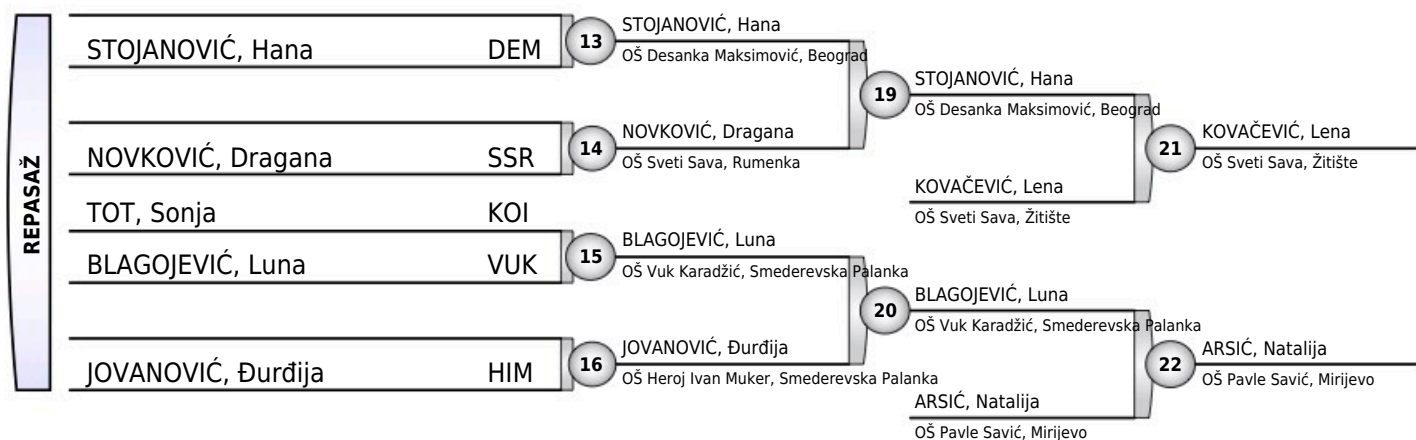 REPASAŽ
STOJANOVIĆ, Hana DEM
NOVKOVIĆ, Dragana SSR
TOT, Sonja KOI
BLAGOJEVIĆ, Luna VUK
JOVANOVIĆ, Đurđija HIM
13
STOJANOVIĆ, Hana
OŠ Desanka Maksimović, Beograd
14
NOVKOVIĆ, Dragana
OŠ Sveti Sava, Rumenka
15
BLAGOJEVIĆ, Luna
OŠ Vuk Karadžić, Smederevska Palanka
16
JOVANOVIĆ, Đurđija
OŠ Heroj Ivan Muker, Smederevska Palanka
19
STOJANOVIĆ, Hana
OŠ Desanka Maksimović, Beograd
KOVAČEVIĆ, Lena
OŠ Sveti Sava, Žitište
20
BLAGOJEVIĆ, Luna
OŠ Vuk Karadžić, Smederevska Palanka
ARSIĆ, Natalija
OŠ Pavle Savić, Mirijevo
21
KOVAČEVIĆ, Lena
OŠ Sveti Sava, Žitište
22
ARSIĆ, Natalija
OŠ Pavle Savić, Mirijevo